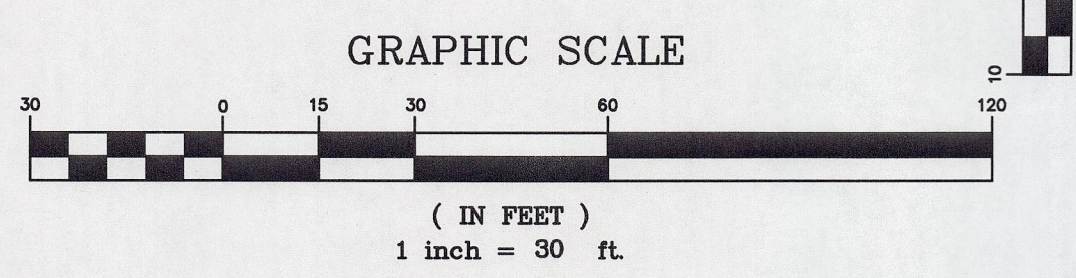 GRAPHIC SCALE
10
30 0 15 30 60 120
( IN FEET )
1 inch = 30 ft.